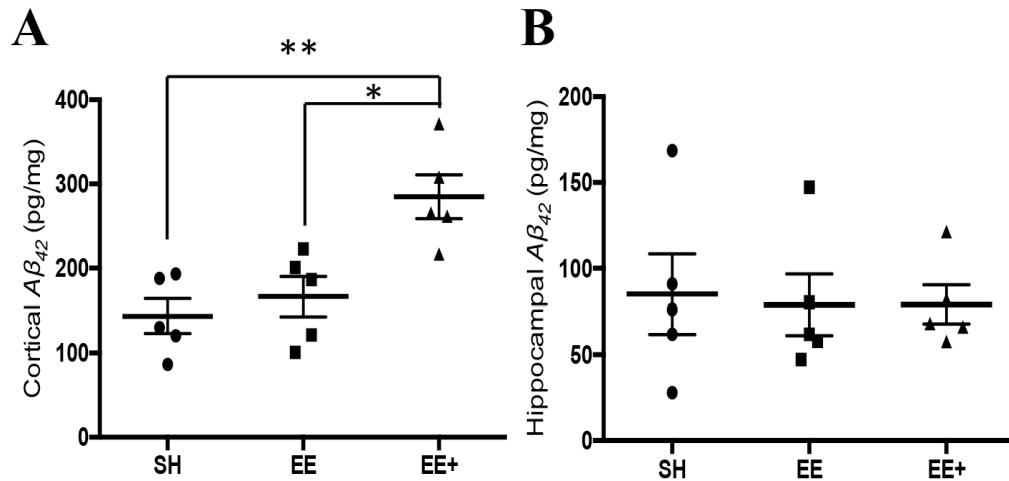 A
**
*
Cortical Aβ42 (pg/mg)
400
300
200
100
0
SH EE EE+
B
Hippocampal Aβ42 (pg/mg)
200
150
100
50
0
SH EE EE+